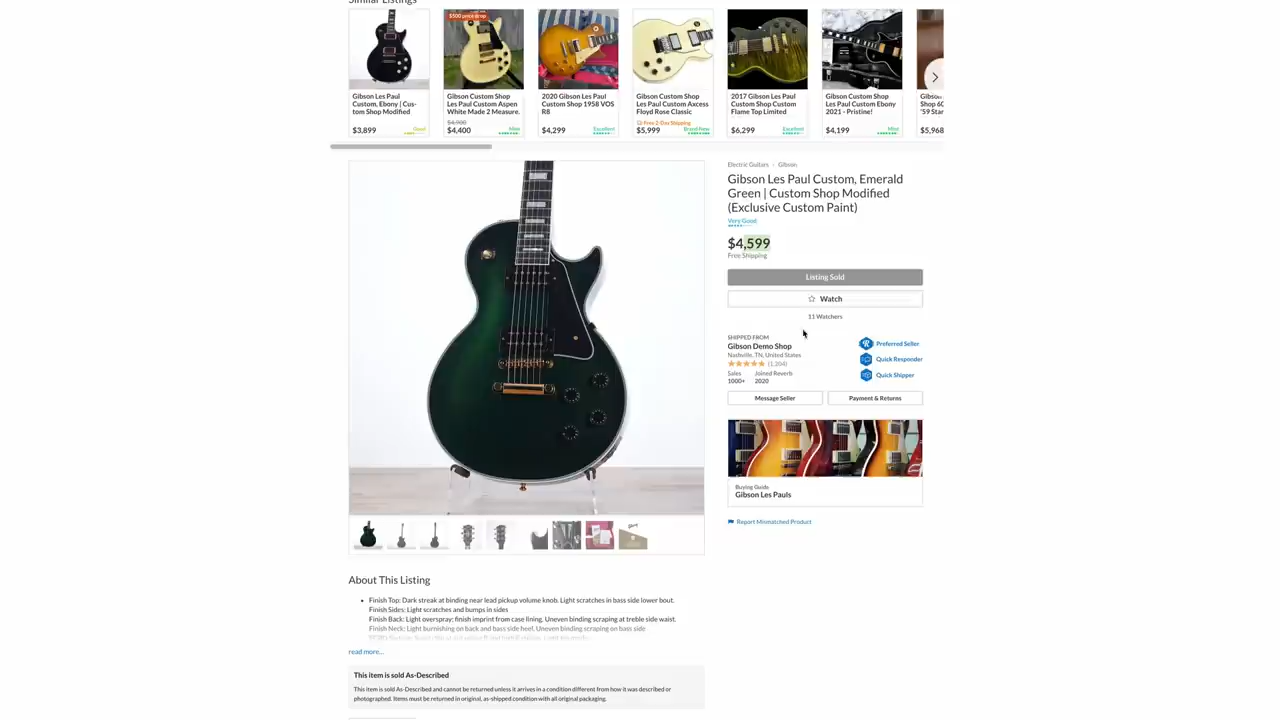 Similar Listings
$500 price drop
Gibson Les Paul
Custom, Ebony | Cus-
tom Shop Modified
$3,899
Good
Gibson Custom Shop
Les Paul Custom Aspen
White Made 2 Measure.
$4,900
$4,400
Mint
2020 Gibson Les Paul
Custom Shop 1958 VOS
R8
$4,299
Excellent
Gibson Custom Shop
Les Paul Custom Axcess
Floyd Rose Classic
Free 2-Day Shipping
$5,999
Brand New
2017 Gibson Les Paul
Custom Shop Custom
Flame Top Limited
$6,299
Excellent
Gibson Custom Shop
Les Paul Custom Ebony
2021 - Pristine!
$4,199
Mint
Gibson
Shop 60
'59 Stan
$5,968
Electric Guitars
Gibson
Gibson Les Paul Custom, Emerald
Green | Custom Shop Modified
(Exclusive Custom Paint)
Very Good
$4,599
Free Shipping
Listing Sold
Watch
11 Watchers
SHIPPED FROM
Gibson Demo Shop
Nashville, TN, United States
(1,204)
Sales
1000+
Joined Reverb
2020
Preferred Seller
Quick Responder
Quick Shipper
Message Seller
Payment & Returns
Buying Guide
Gibson Les Pauls
Report Mismatched Product
About This Listing
Finish Top: Dark streak at binding near lead pickup volume knob. Light scratches in bass side lower bout.
Finish Sides: Light scratches and bumps in sides
Finish Back: Light overspray; finish imprint from case lining. Uneven binding scraping at treble side waist.
Finish Neck: Light burnishing on back and bass side heel. Uneven binding scraping on bass side
read more...
This item is sold As-Described
This item is sold As-Described and cannot be returned unless it arrives in a condition different from how it was described or
photographed. Items must be returned in original, as-shipped condition with all original packaging.